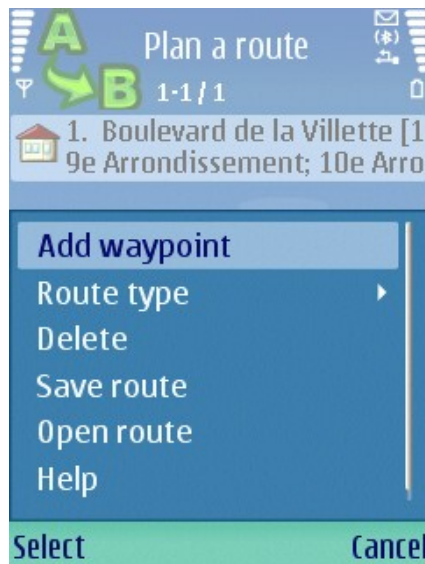 A
Plan a route
B
1-1/1
1. Boulevard de la Villette [1
9e Arrondissement; 10e Arro
Add waypoint
Route type
Delete
Save route
Open route
Help
Select Cancel